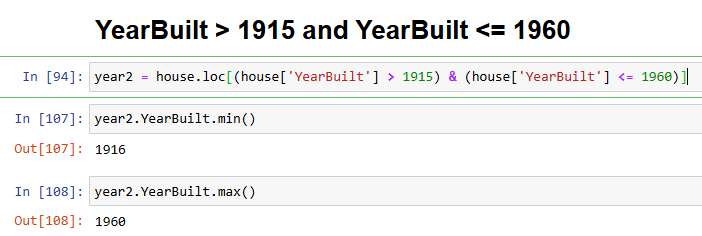 YearBuilt > 1915 and YearBuilt <= 1960
In [94]: year2 = house.loc[(house['YearBuilt'] > 1915) & (house['YearBuilt'] <= 1960)]
In [107]: year2.YearBuilt.min()
Out[107]: 1916
In [108]: year2.YearBuilt.max()
Out[108]: 1960